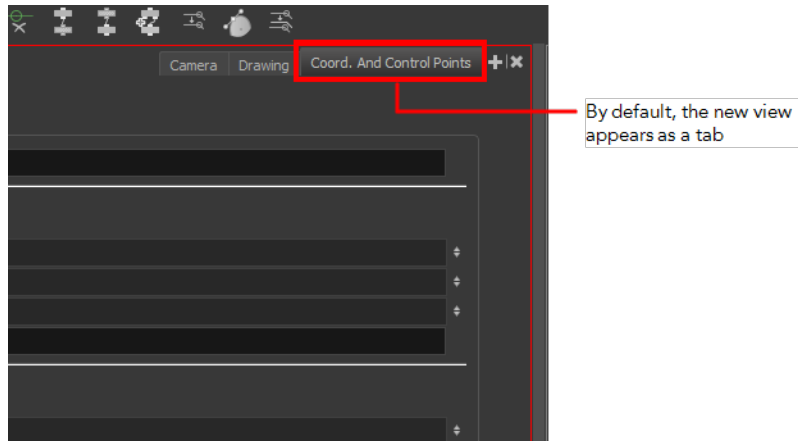 Camera Drawing Coord. And Control Points
By default, the new view
appears as a tab